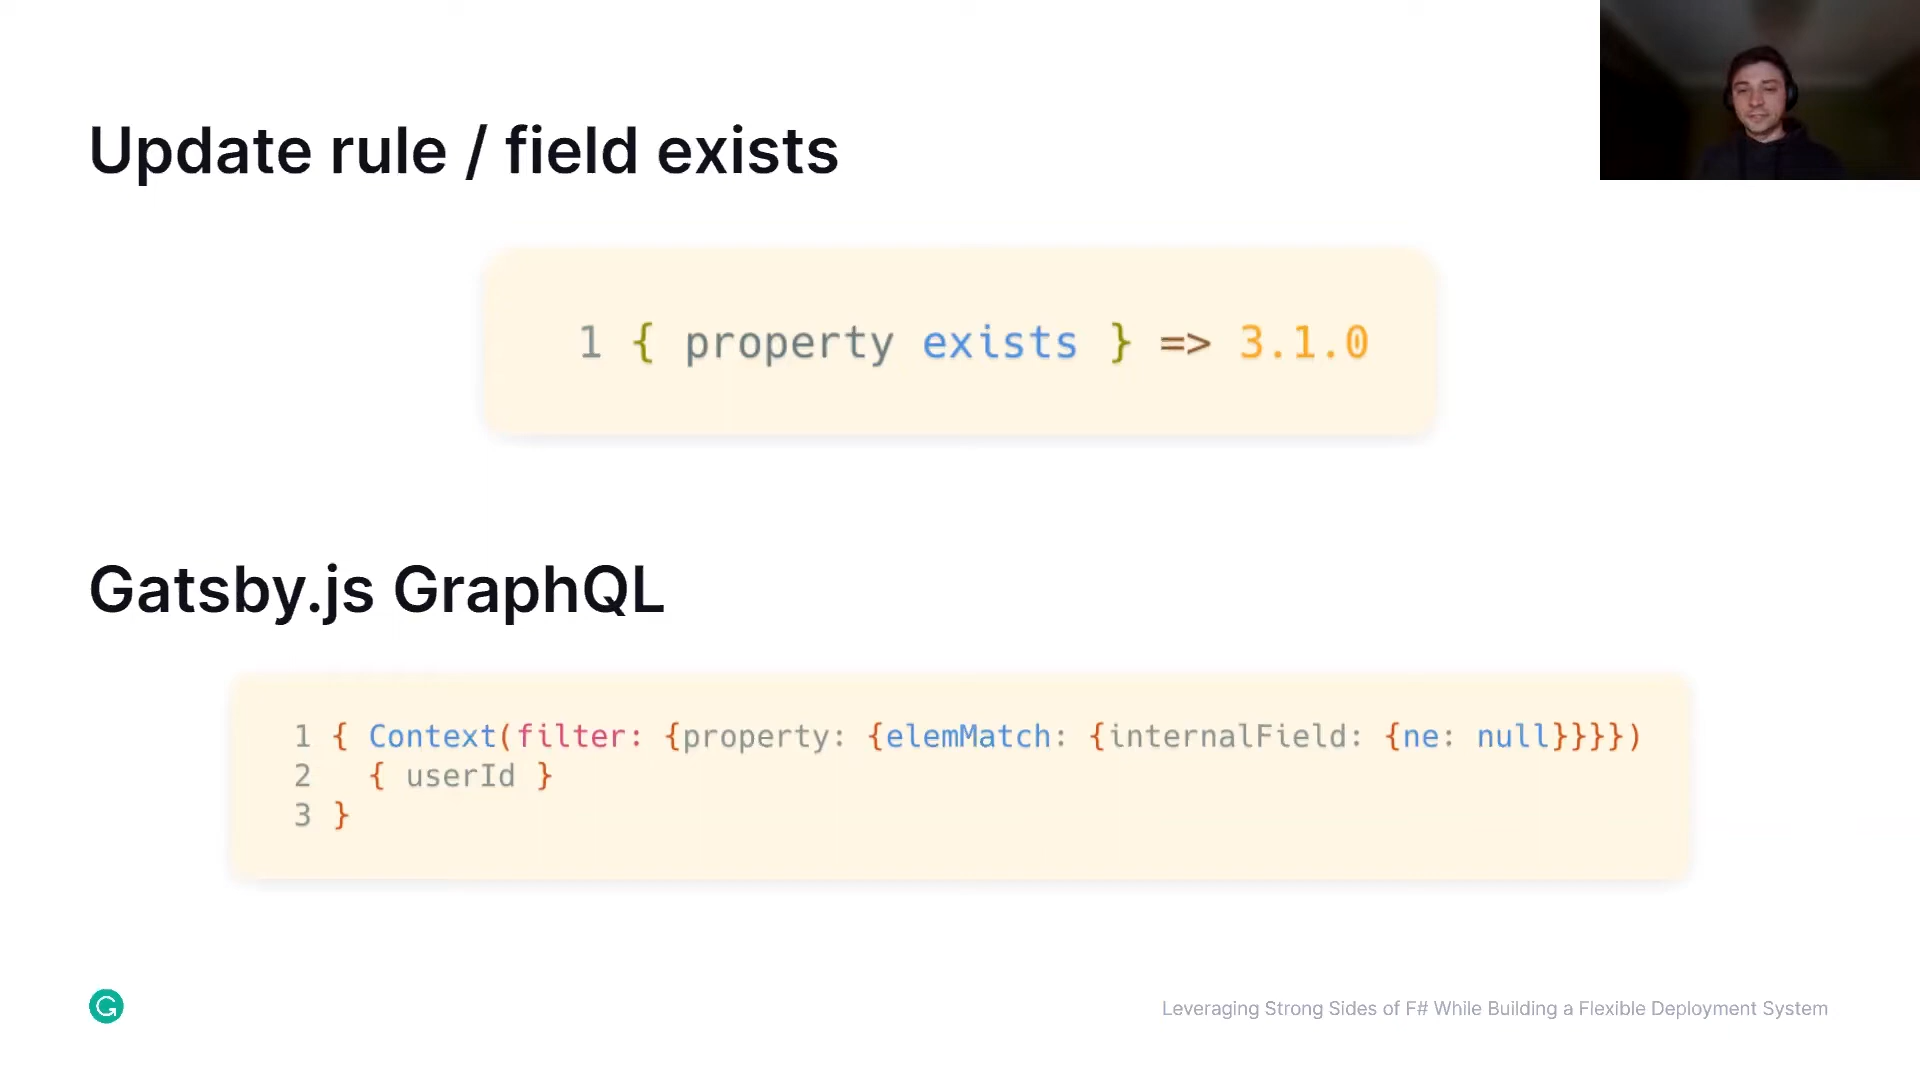 Update rule / field exists
1 { property exists } => 3.1.0
Gatsby.js GraphQL
1 { Context(filter: {property: {elemMatch: {internalField: {ne: null}}}})
2 { userId }
3 }
Leveraging Strong Sides of F# While Building a Flexible Deployment System